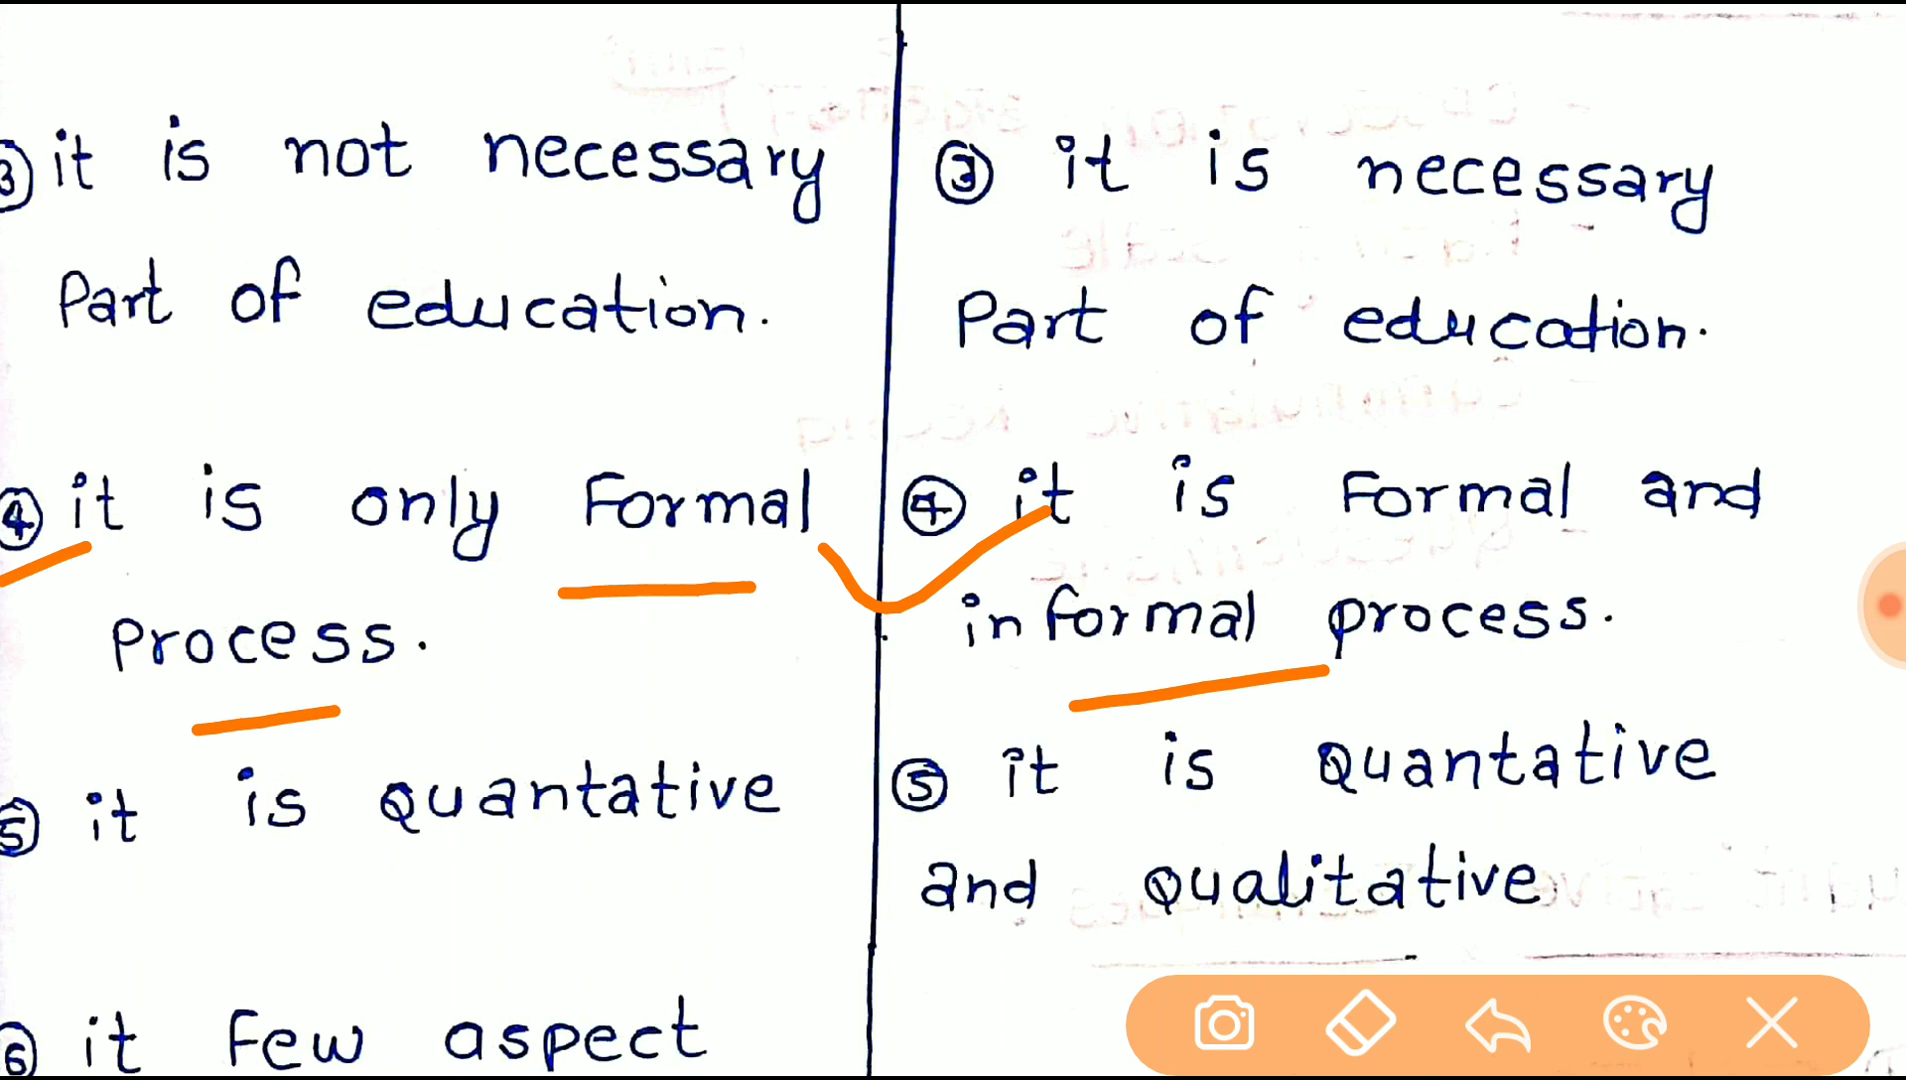 ③ it is not necessary
Part of education.
④ it is only Formal
Process.
⑤ it is quantative
⑥ it few aspect
③ it is necessary
Part of education.
④ it is Formal and
informal process.
⑤ it is quantative
and qualitative